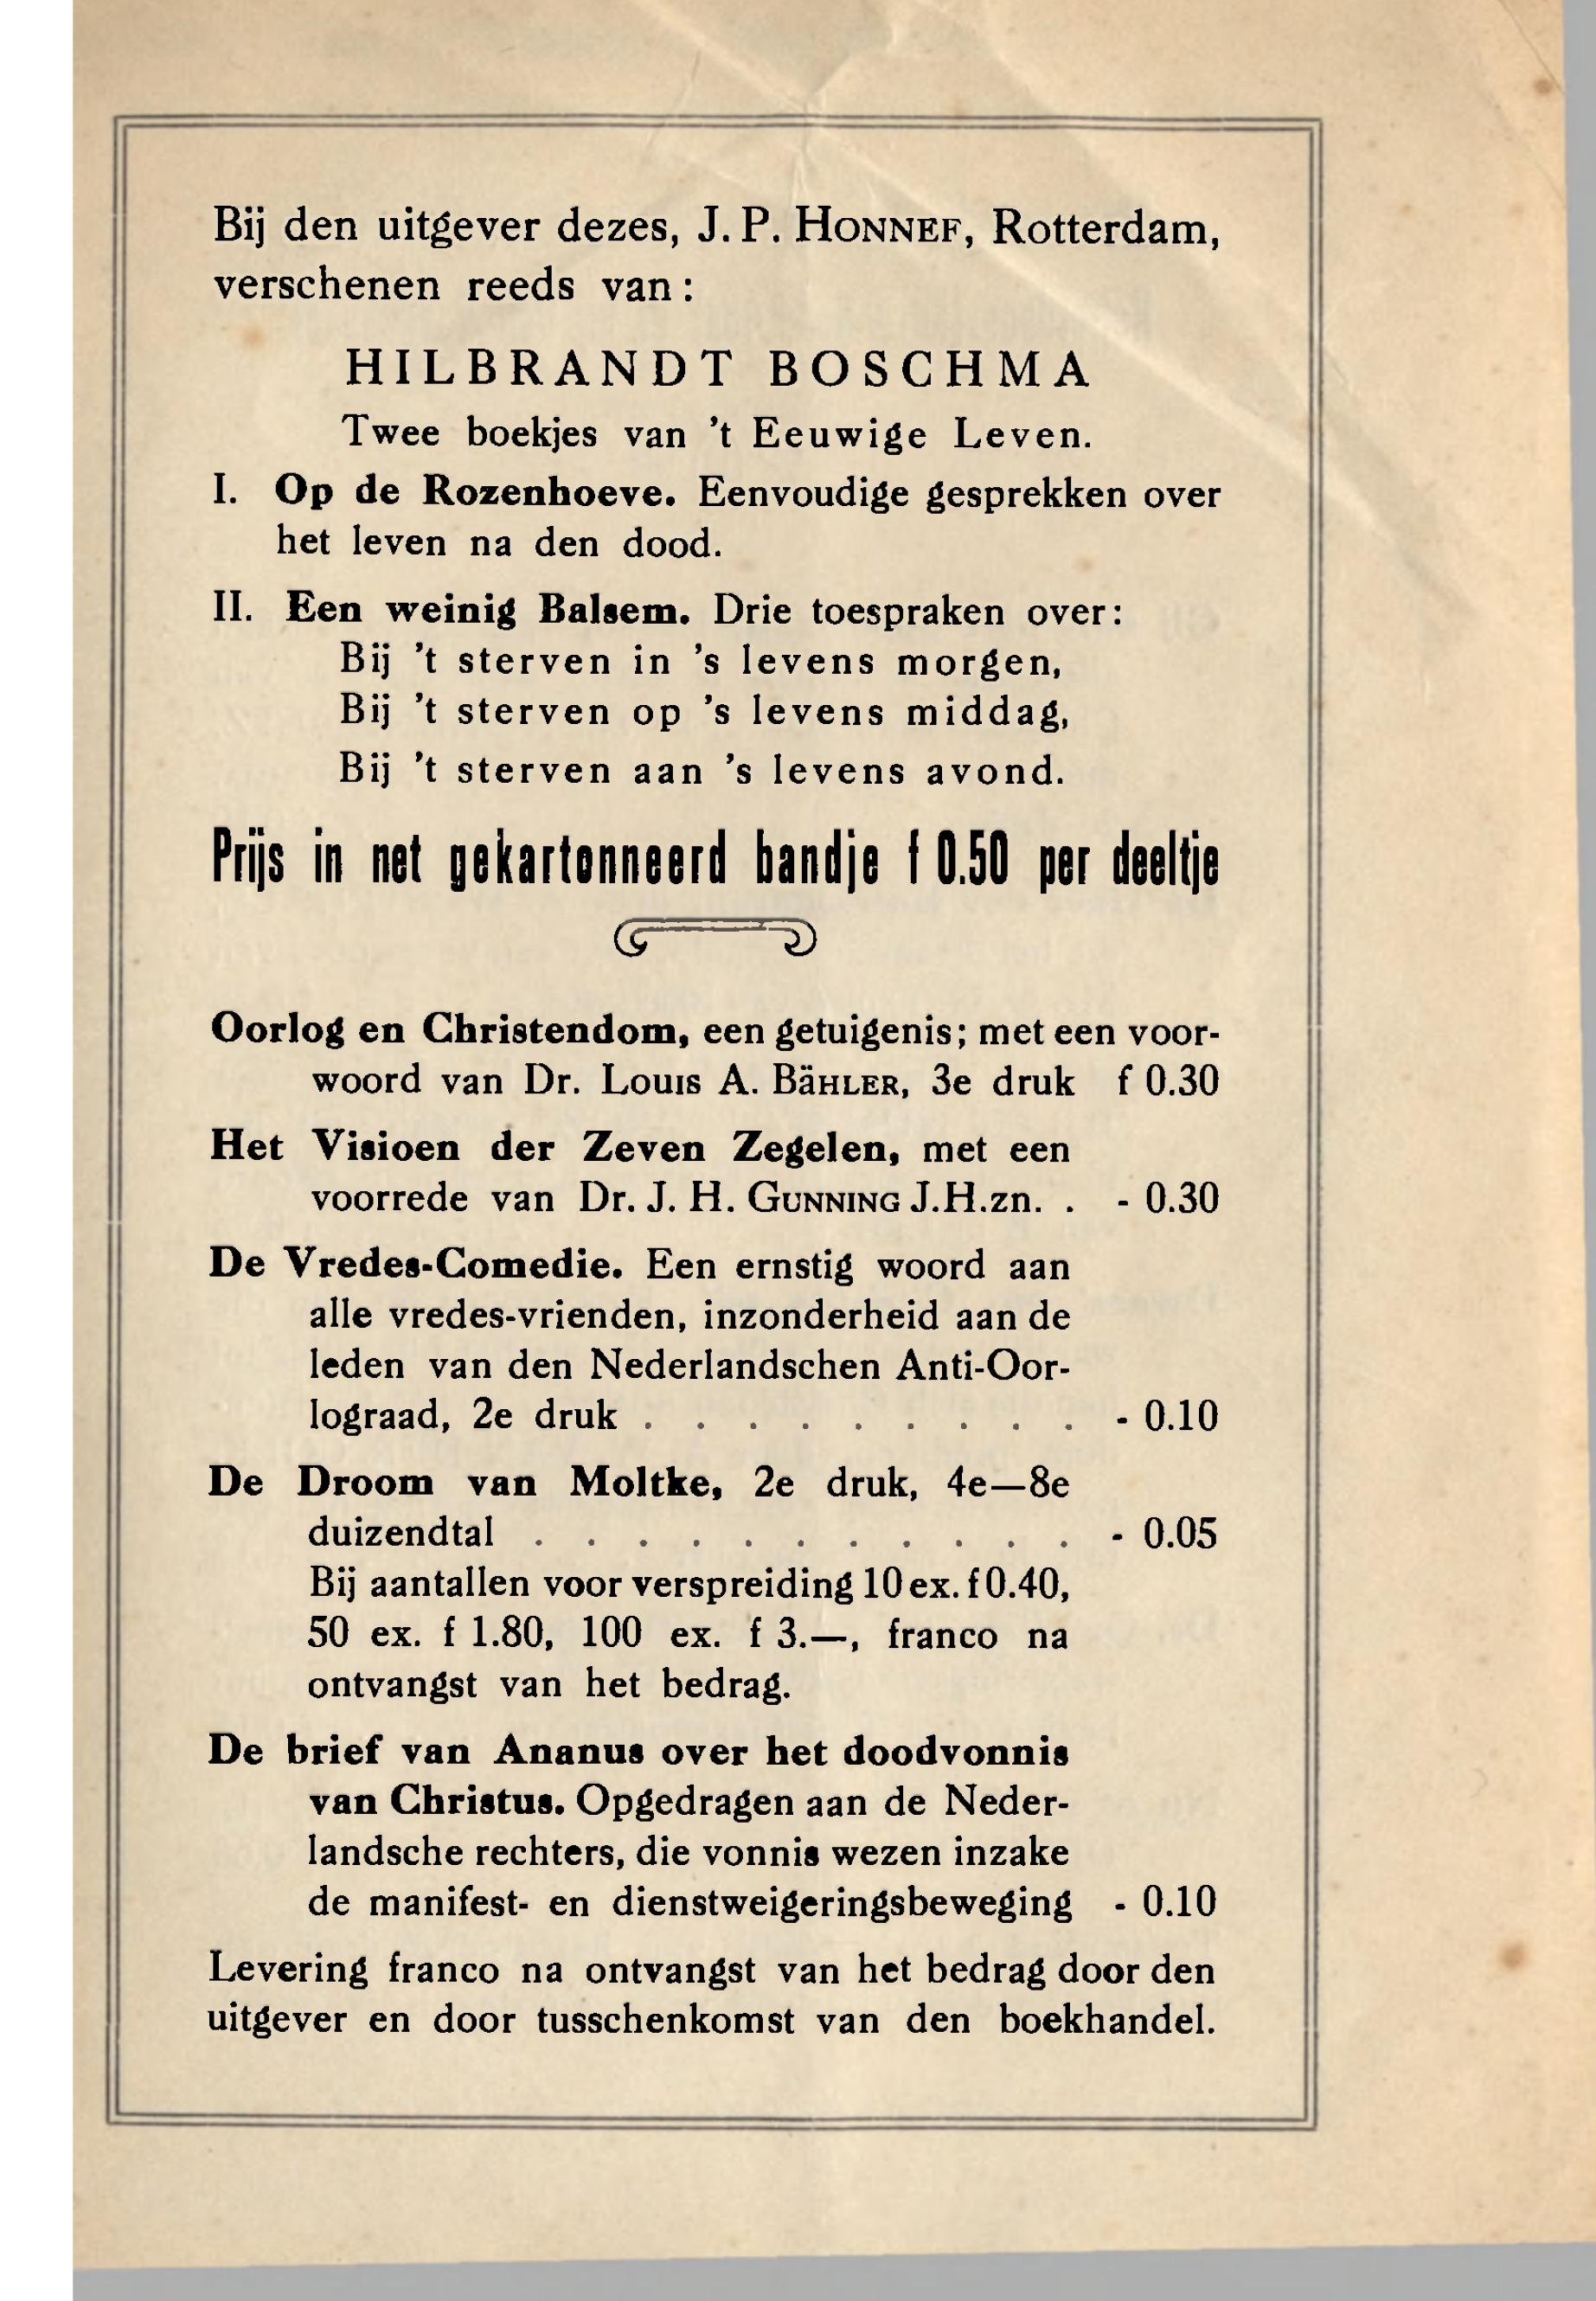 Bij den uitgever dezes, J. P. HONNEF, Rotterdam,
verschenen reeds van:
HILBRANDT BOSCHMA
Twee boekjes van 't Eeuwige Leven.
I. Op de Rozenhoeve. Eenvoudige gesprekken over
het leven na den dood.
II. Een weinig Balsem. Drie toespraken over:
Bij 't sterven in 's levens morgen,
Bij 't sterven op 's levens middag,
Bij 't sterven aan 's levens avond.
Prijs in net gekartonneerd bandje f 0.50 per deeltje
Oorlog en Christendom, een getuigenis; met een voor-
woord van Dr. LOUIS A. BäHLER, 3e druk f 0.30
Het Visioen der Zeven Zegelen, met een
voorrede van Dr. J. H. GUNNING J.H.zn. . - 0.30
De Vredes-Comedie. Een ernstig woord aan
alle vredes-vrienden, inzonderheid aan de
leden van den Nederlandschen Anti-Oor-
lograad, 2e druk . . . . . . . . . - 0.10
De Droom van Moltke, 2e druk, 4e—8e
duizendtal . . . . . . . . . . . - 0.05
Bij aantallen voor verspreiding 10 ex. f 0.40,
50 ex. f 1.80, 100 ex. f 3.—, franco na
ontvangst van het bedrag.
De brief van Ananus over het doodvonnis
van Christus. Opgedragen aan de Neder-
landsche rechters, die vonnis wezen inzake
de manifest- en dienstweigeringsbeweging - 0.10
Levering franco na ontvangst van het bedrag door den
uitgever en door tusschenkomst van den boekhandel.